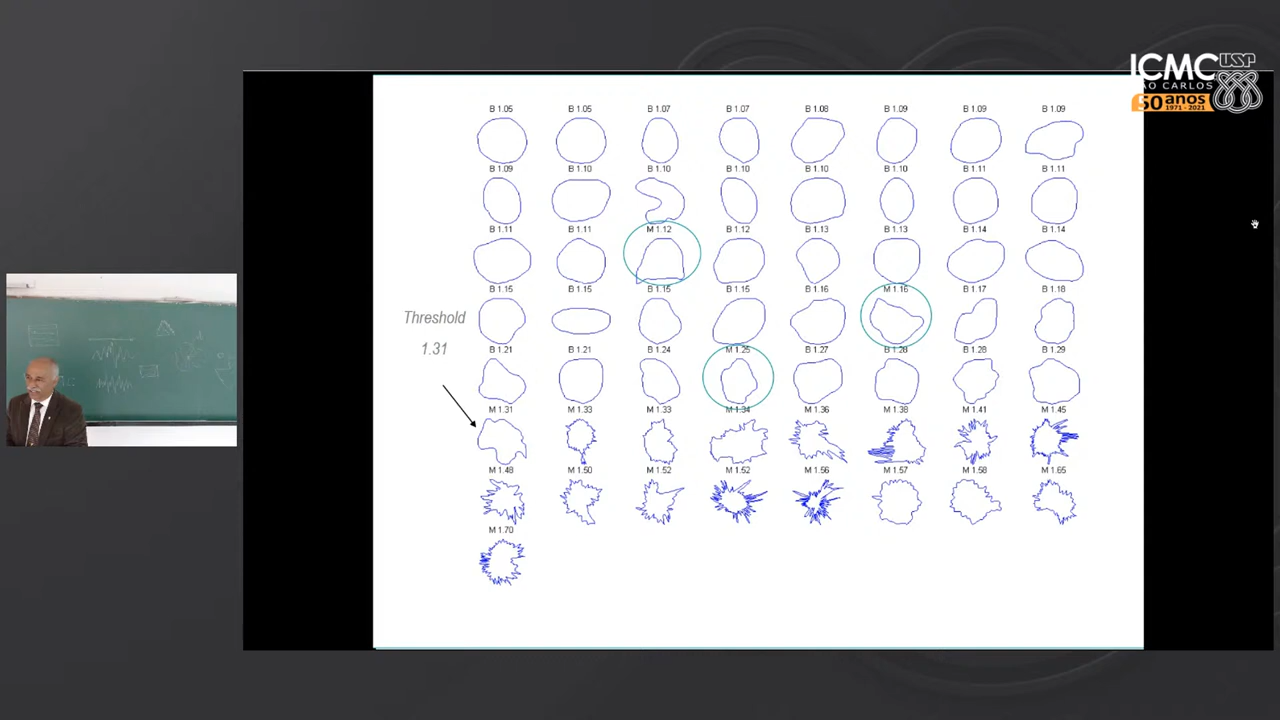 ICMC USP
SÃO CARLOS
50 anos
1971 - 2021
B 1.05 B 1.05 B 1.07 B 1.07 B 1.08 B 1.09 B 1.09 B 1.09
B 1.09 B 1.10 B 1.10 B 1.10 B 1.10 B 1.10 B 1.11 B 1.11
B 1.11 B 1.11 M 1.12 B 1.12 B 1.13 B 1.13 B 1.14 B 1.14
B 1.15 B 1.15 B 1.15 B 1.15 B 1.16 M 1.16 B 1.17 B 1.18
Threshold
1.31
B 1.21 B 1.21 B 1.24 M 1.25 B 1.27 B 1.28 B 1.28 B 1.29
M 1.31 M 1.33 M 1.33 M 1.34 M 1.36 M 1.38 M 1.41 M 1.45
M 1.48 M 1.50 M 1.52 M 1.52 M 1.56 M 1.57 M 1.58 M 1.65
M 1.70